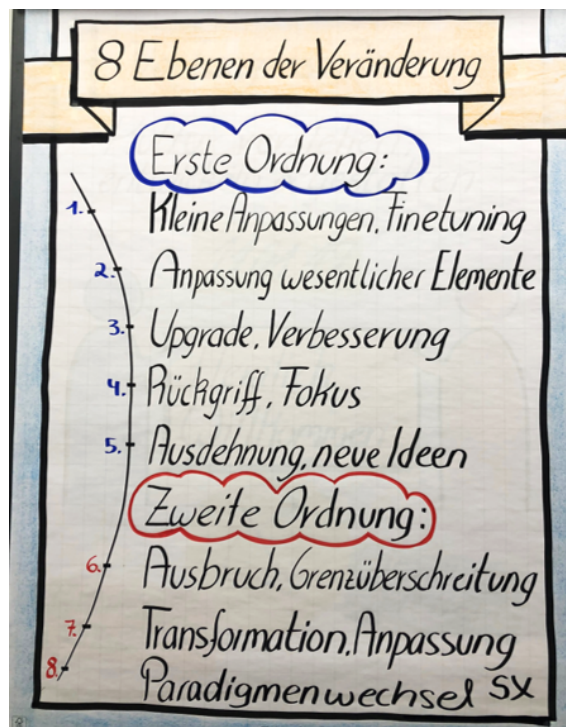 8 Ebenen der Veränderung
Erste Ordnung:
1. Kleine Anpassungen, Finetuning
2. Anpassung wesentlicher Elemente
3. Upgrade, Verbesserung
4. Rückgriff, Fokus
5. Ausdehnung, neue Ideen
Zweite Ordnung:
6. Ausbruch, Grenzüberschreitung
7. Transformation, Anpassung
8. Paradigmenwechsel SX